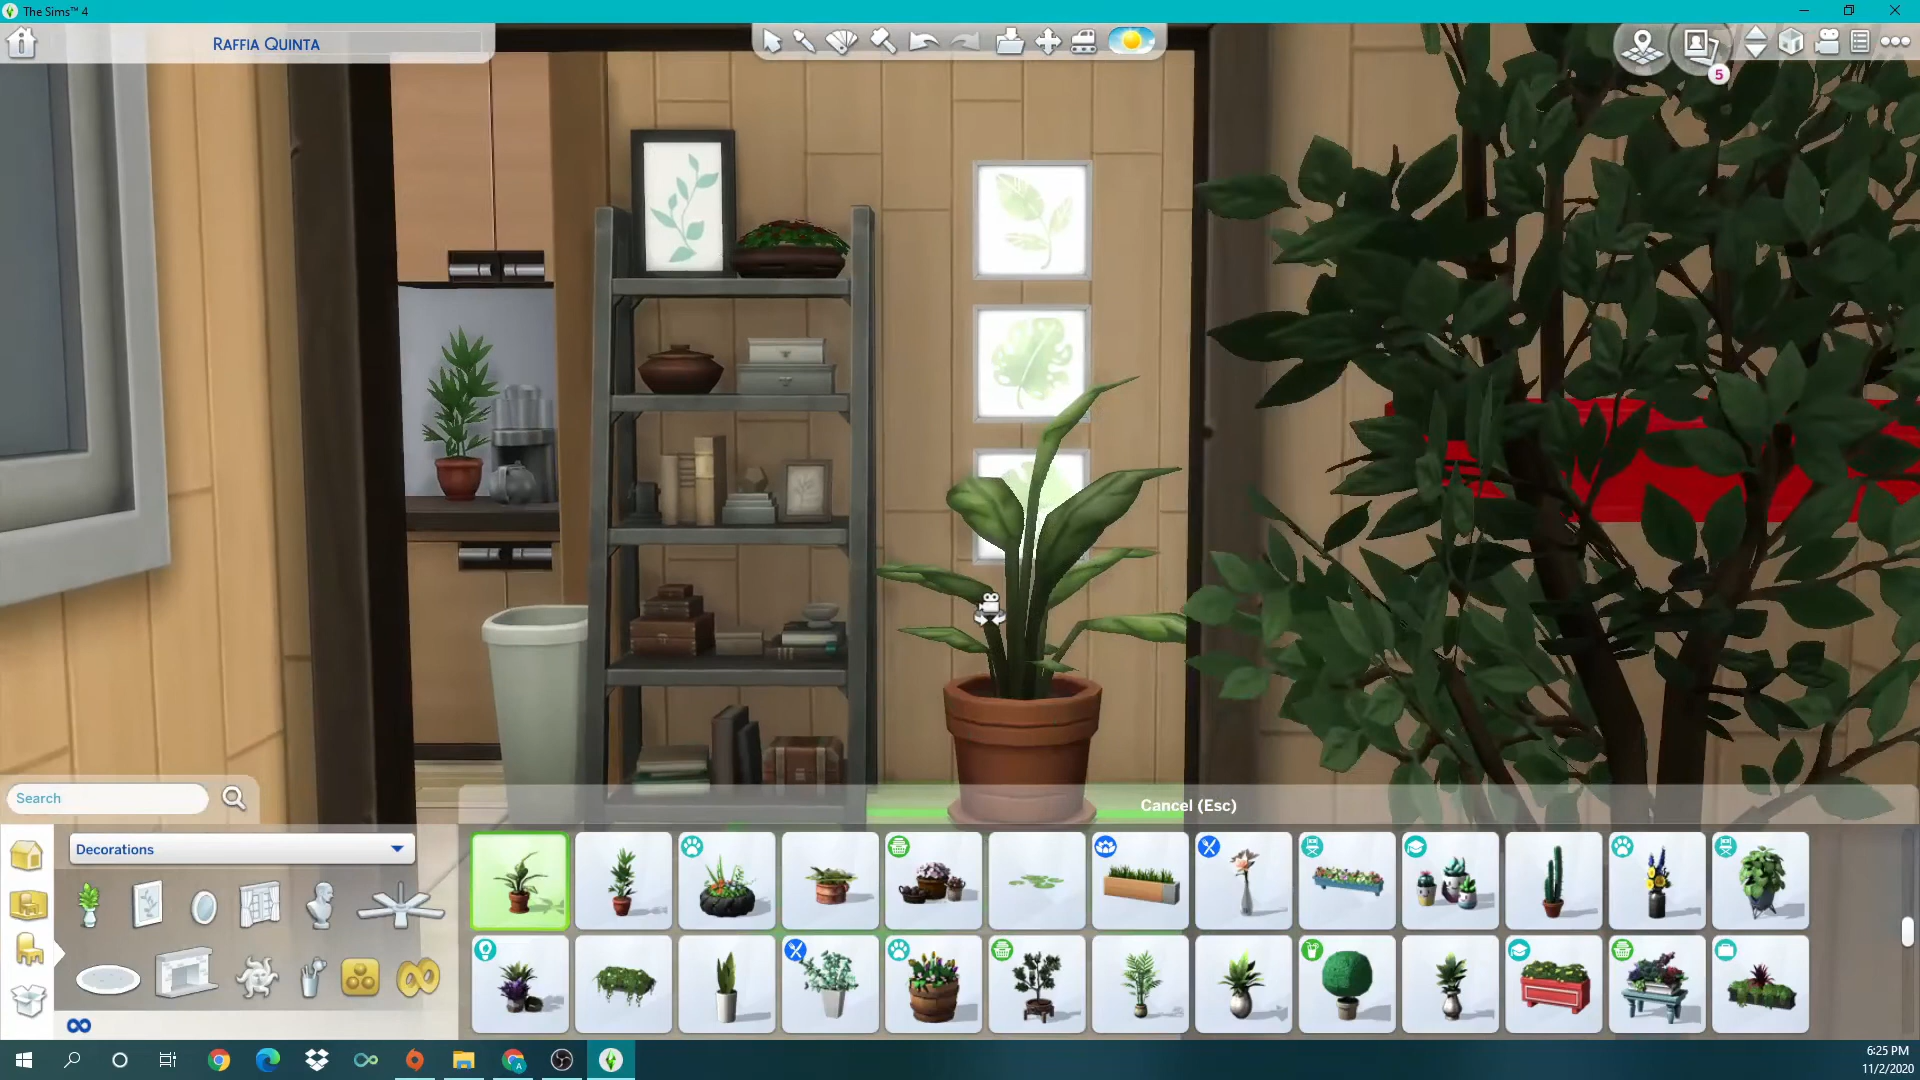 The Sims™ 4
RAFFIA QUINTA
5
Cancel (Esc)
Search
Decorations
6:25 PM
11/2/2020